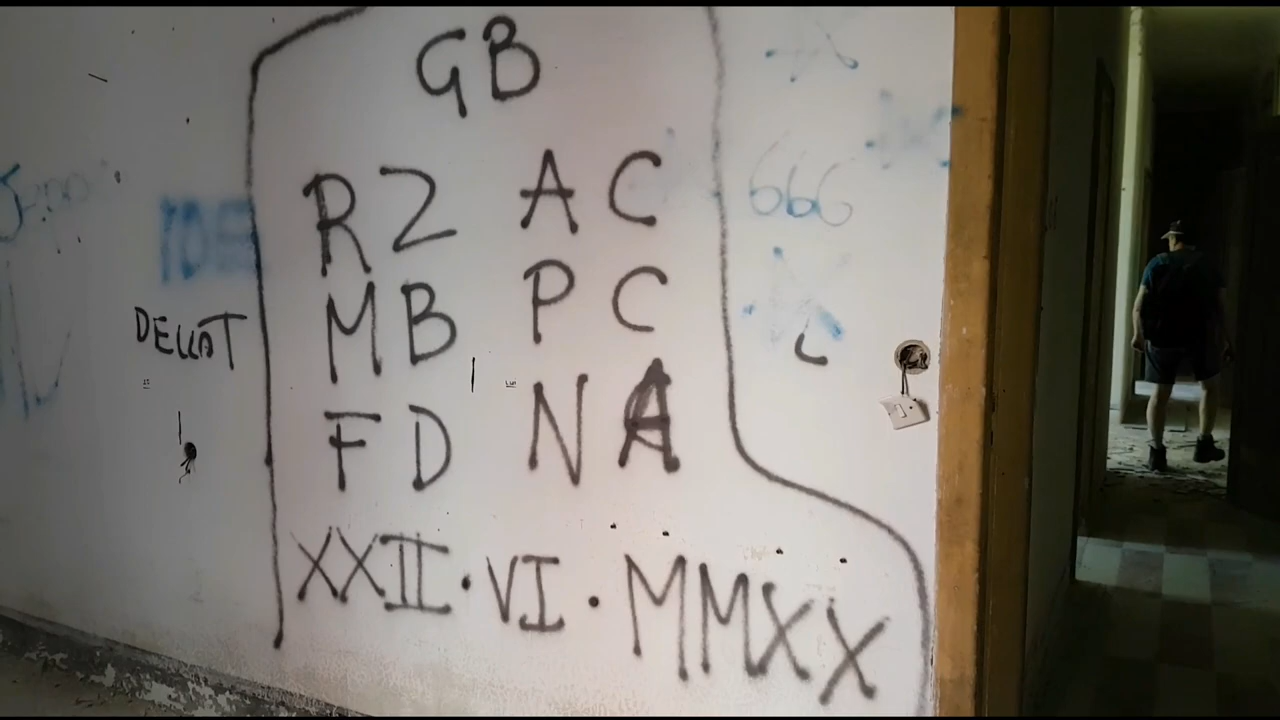 GB
RZ AC
MB PC
FD NA
XXII·VI·MMXX
DELLAT
666
L